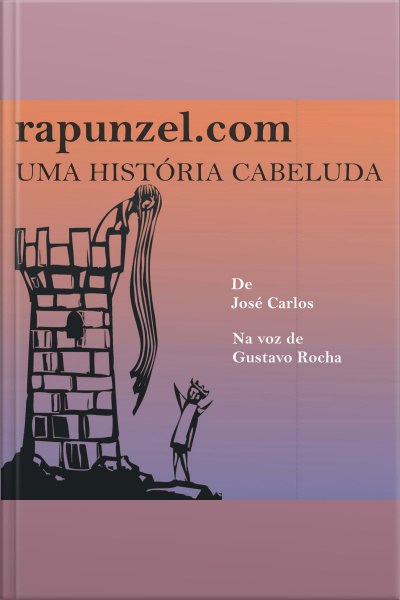 rapunzel.com
UMA HISTÓRIA CABELUDA
De
José Carlos
Na voz de
Gustavo Rocha